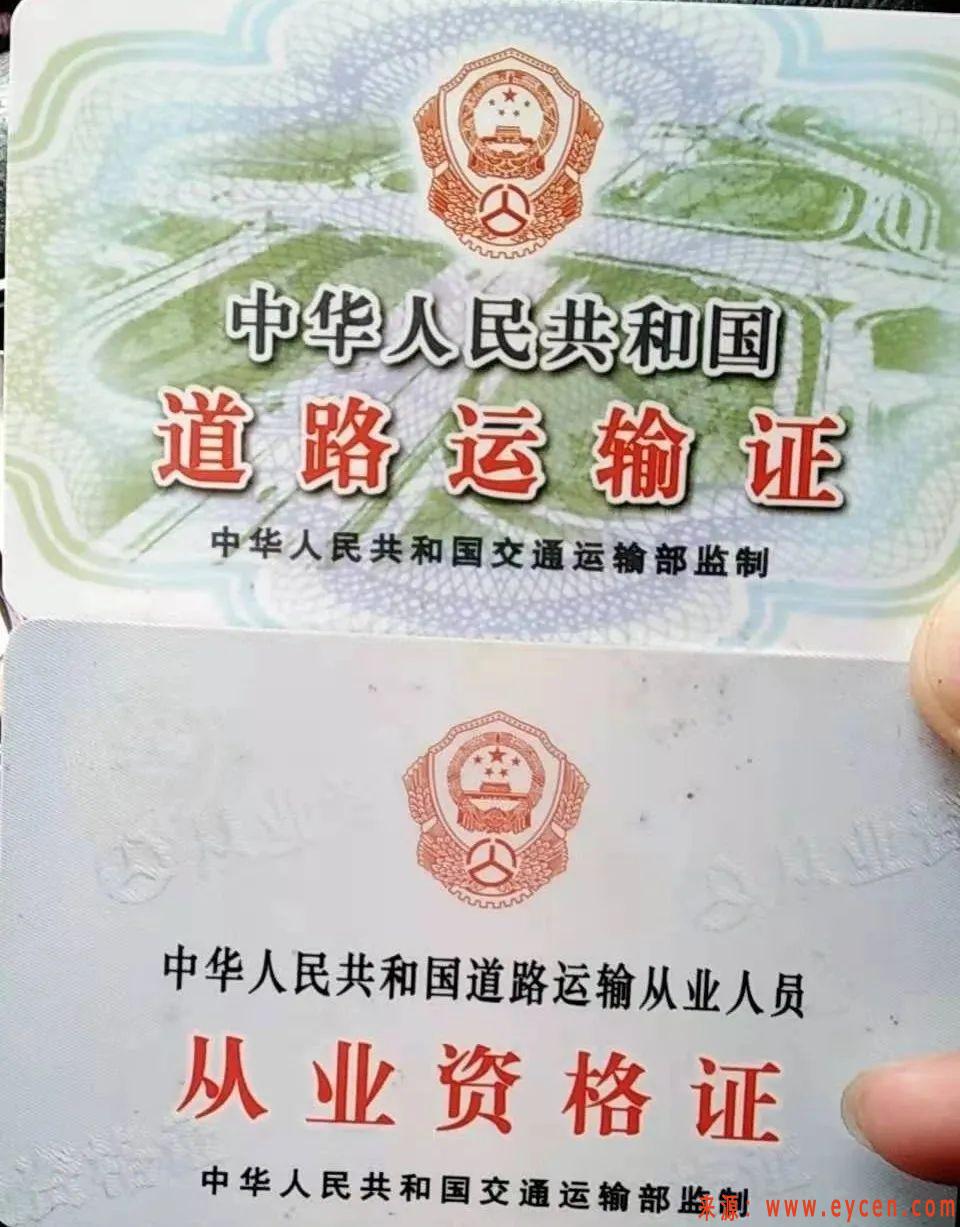 中华人民共和国
道路运输证
中华人民共和国交通运输部监制
中华人民共和国道路运输从业人员
从业资格证
中华人民共和国交通运输部监制
来源: www.eycen.com